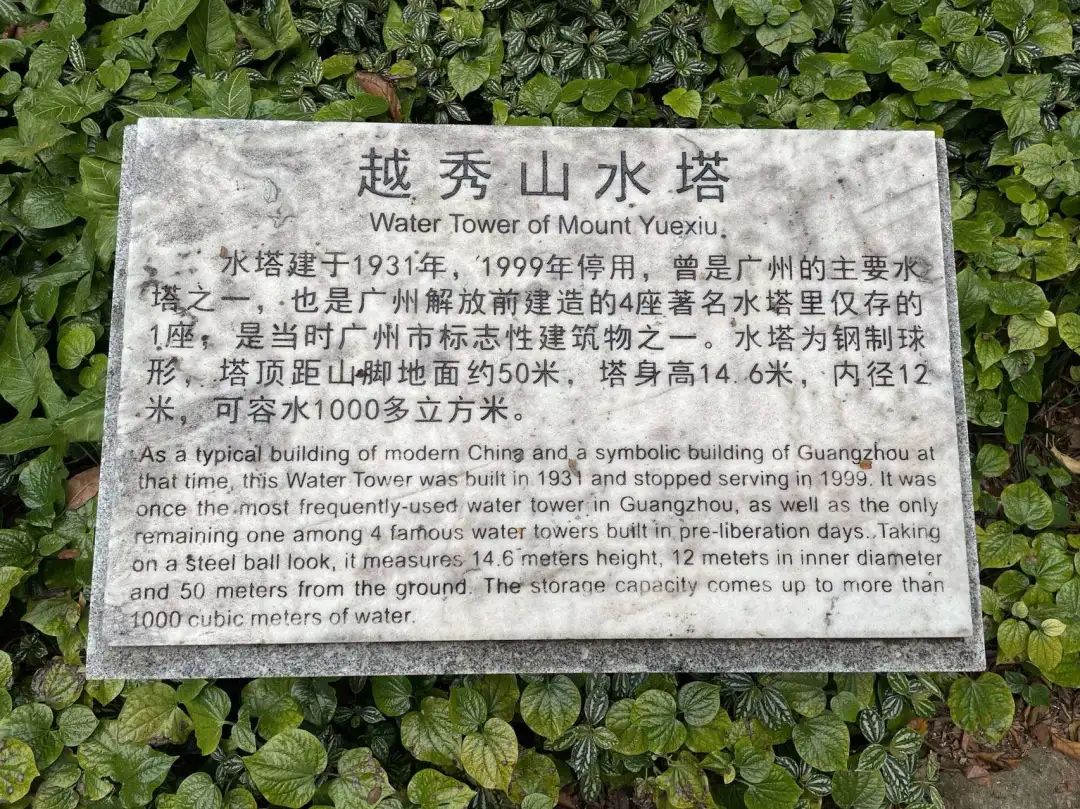 越秀山水塔
Water Tower of Mount Yuexiu
水塔建于1931年，1999年停用，曾是广州的主要水
塔之一，也是广州解放前建造的4座著名水塔里仅存的
1座，是当时广州市标志性建筑物之一。水塔为钢制球
形，塔顶距山脚地面约50米，塔身高14.6米，内径12
米，可容水1000多立方米。
As a typical building of modern China and a symbolic building of Guangzhou at
that time, this Water Tower was built in 1931 and stopped serving in 1999. It was
once the most frequently-used water tower in Guangzhou, as well as the only
remaining one among 4 famous water towers built in pre-liberation days. Taking
on a steel ball look, it measures 14.6 meters height, 12 meters in inner diameter
and 50 meters from the ground. The storage capacity comes up to more than
1000 cubic meters of water.